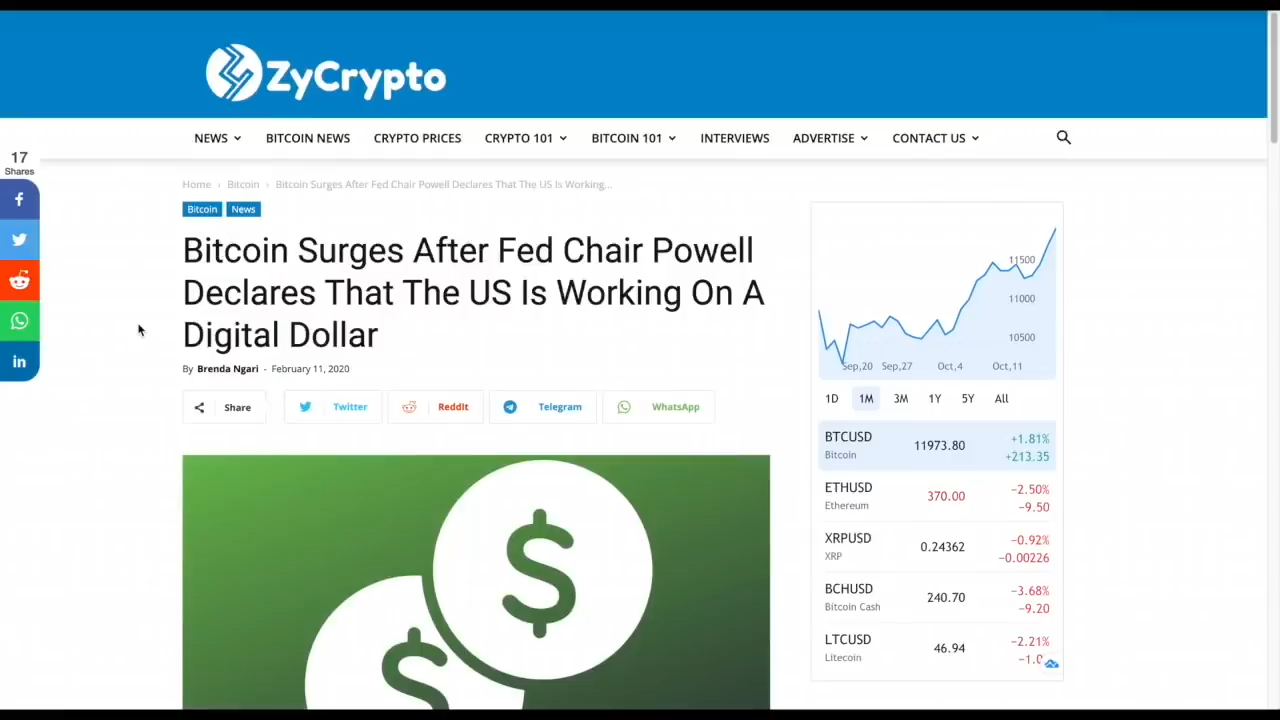 ZyCrypto
NEWS BITCOIN NEWS CRYPTO PRICES CRYPTO 101 BITCOIN 101 INTERVIEWS ADVERTISE CONTACT US
17
Shares
Home › Bitcoin › Bitcoin Surges After Fed Chair Powell Declares That The US Is Working...
Bitcoin News
Bitcoin Surges After Fed Chair Powell
Declares That The US Is Working On A
Digital Dollar
By Brenda Ngari - February 11, 2020
Share Twitter ReddIt Telegram WhatsApp
$
$
11500
11000
10500
Sep,20 Sep,27 Oct,4 Oct,11
1D 1M 3M 1Y 5Y All
BTCUSD 11973.80 +1.81%
Bitcoin +213.35
ETHUSD 370.00 −2.50%
Ethereum −9.50
XRPUSD 0.24362 −0.92%
XRP −0.00226
BCHUSD 240.70 −3.68%
Bitcoin Cash −9.20
LTCUSD 46.94 −2.21%
Litecoin